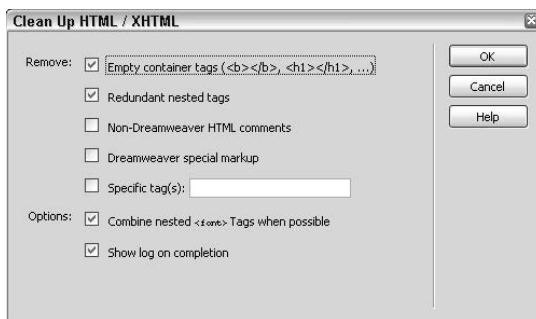 Clean Up HTML / XHTML
Remove: Empty container tags (<b></b>, <h1></h1>, ...)
Redundant nested tags
Non-Dreamweaver HTML comments
Dreamweaver special markup
Specific tag(s):
Options: Combine nested <font> Tags when possible
Show log on completion
OK
Cancel
Help